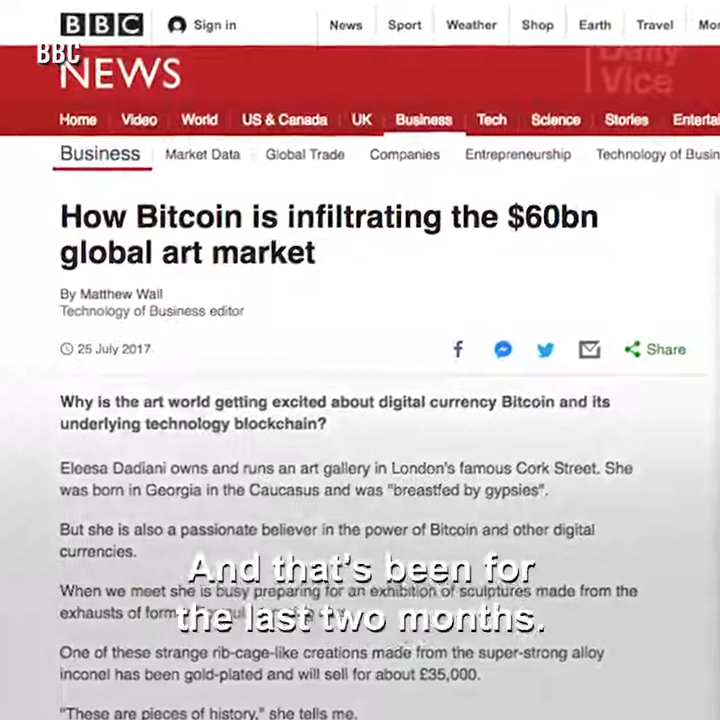 BBC Sign in News Sport Weather Shop Earth Travel Mo
BBC
NEWS
Daily
Vice
Home Video World US & Canada UK Business Tech Science Stories Enterta
Business Market Data Global Trade Companies Entrepreneurship Technology of Busin
How Bitcoin is infiltrating the $60bn
global art market
By Matthew Wall
Technology of Business editor
25 July 2017
Share
Why is the art world getting excited about digital currency Bitcoin and its
underlying technology blockchain?
Eleesa Dadiani owns and runs an art gallery in London's famous Cork Street. She
was born in Georgia in the Caucasus and was "breastfed by gypsies".
But she is also a passionate believer in the power of Bitcoin and other digital
currencies.
And that's been for
When we meet she is busy preparing for an exhibition of sculptures made from the
exhausts of
the last two months.
One of these strange rib-cage-like creations made from the super-strong alloy
inconel has been gold-plated and will sell for about £35,000.
"These are pieces of history," she tells me.